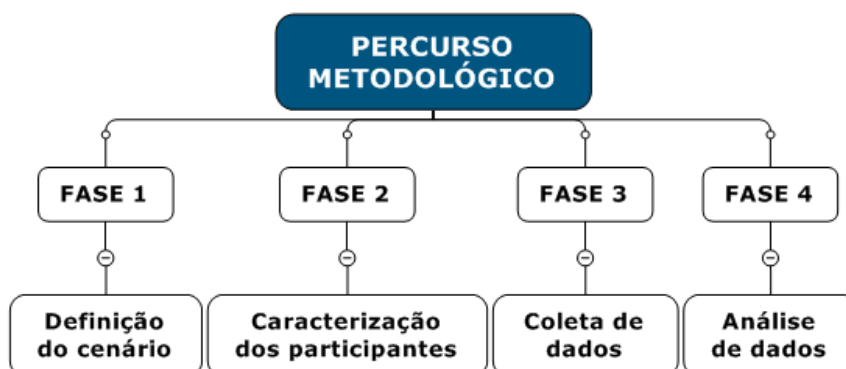 PERCURSO
METODOLÓGICO
FASE 1
FASE 2
FASE 3
FASE 4
Definição
do cenário
Caracterização
dos participantes
Coleta de
dados
Análise
de dados